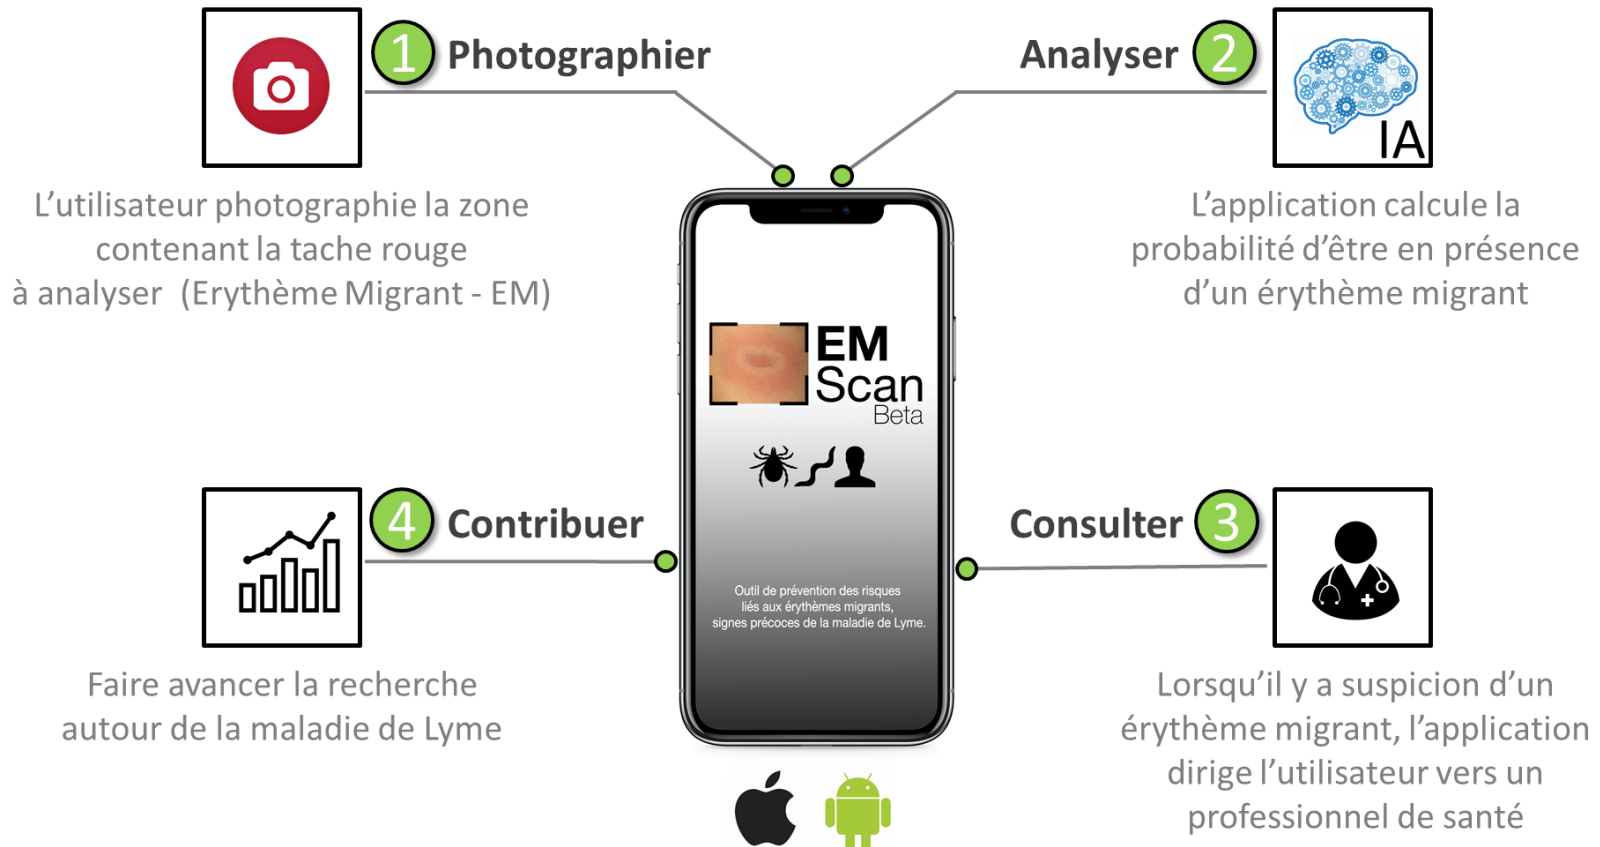 1 Photographier
L'utilisateur photographie la zone
contenant la tache rouge
à analyser (Erythème Migrant - EM)
Analyser 2
IA
L'application calcule la
probabilité d'être en présence
d'un érythème migrant
EM
Scan
Beta
Outil de prévention des risques
liés aux érythèmes migrants,
signes précoces de la maladie de Lyme.
Consulter 3
Lorsqu'il y a suspicion d'un
érythème migrant, l'application
dirige l'utilisateur vers un
professionnel de santé
4 Contribuer
Faire avancer la recherche
autour de la maladie de Lyme